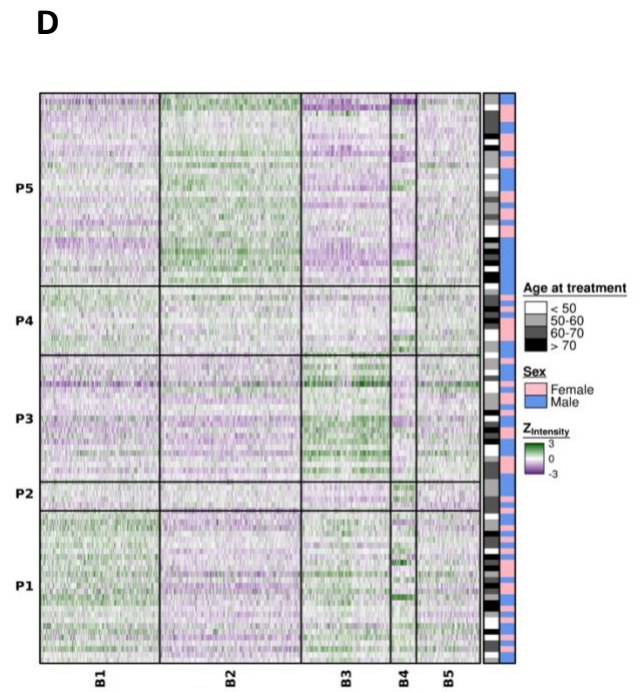 D
P5
P4
P3
P2
P1
B1
B2
B3
B4
B5
Age at treatment
< 50
50-60
60-70
> 70
Sex
Female
Male
ZIntensity
3
0
-3